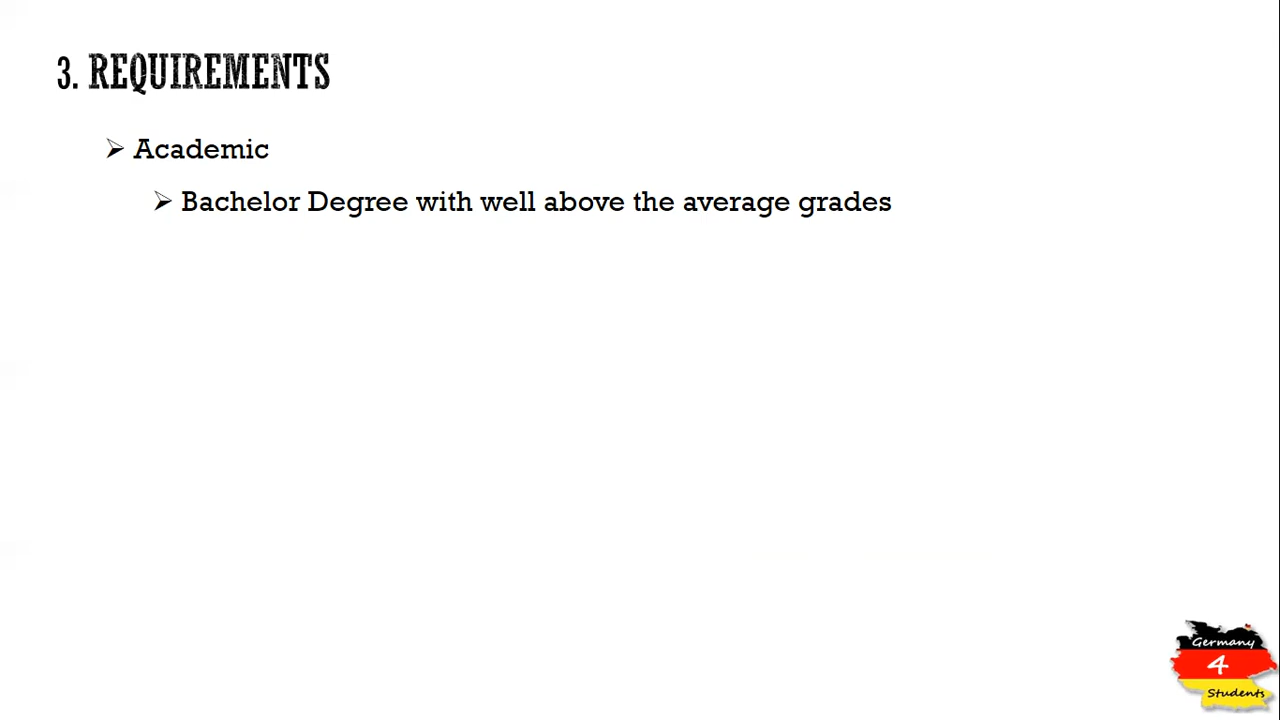 3. REQUIREMENTS
Academic
Bachelor Degree with well above the average grades
Germany
4
Students